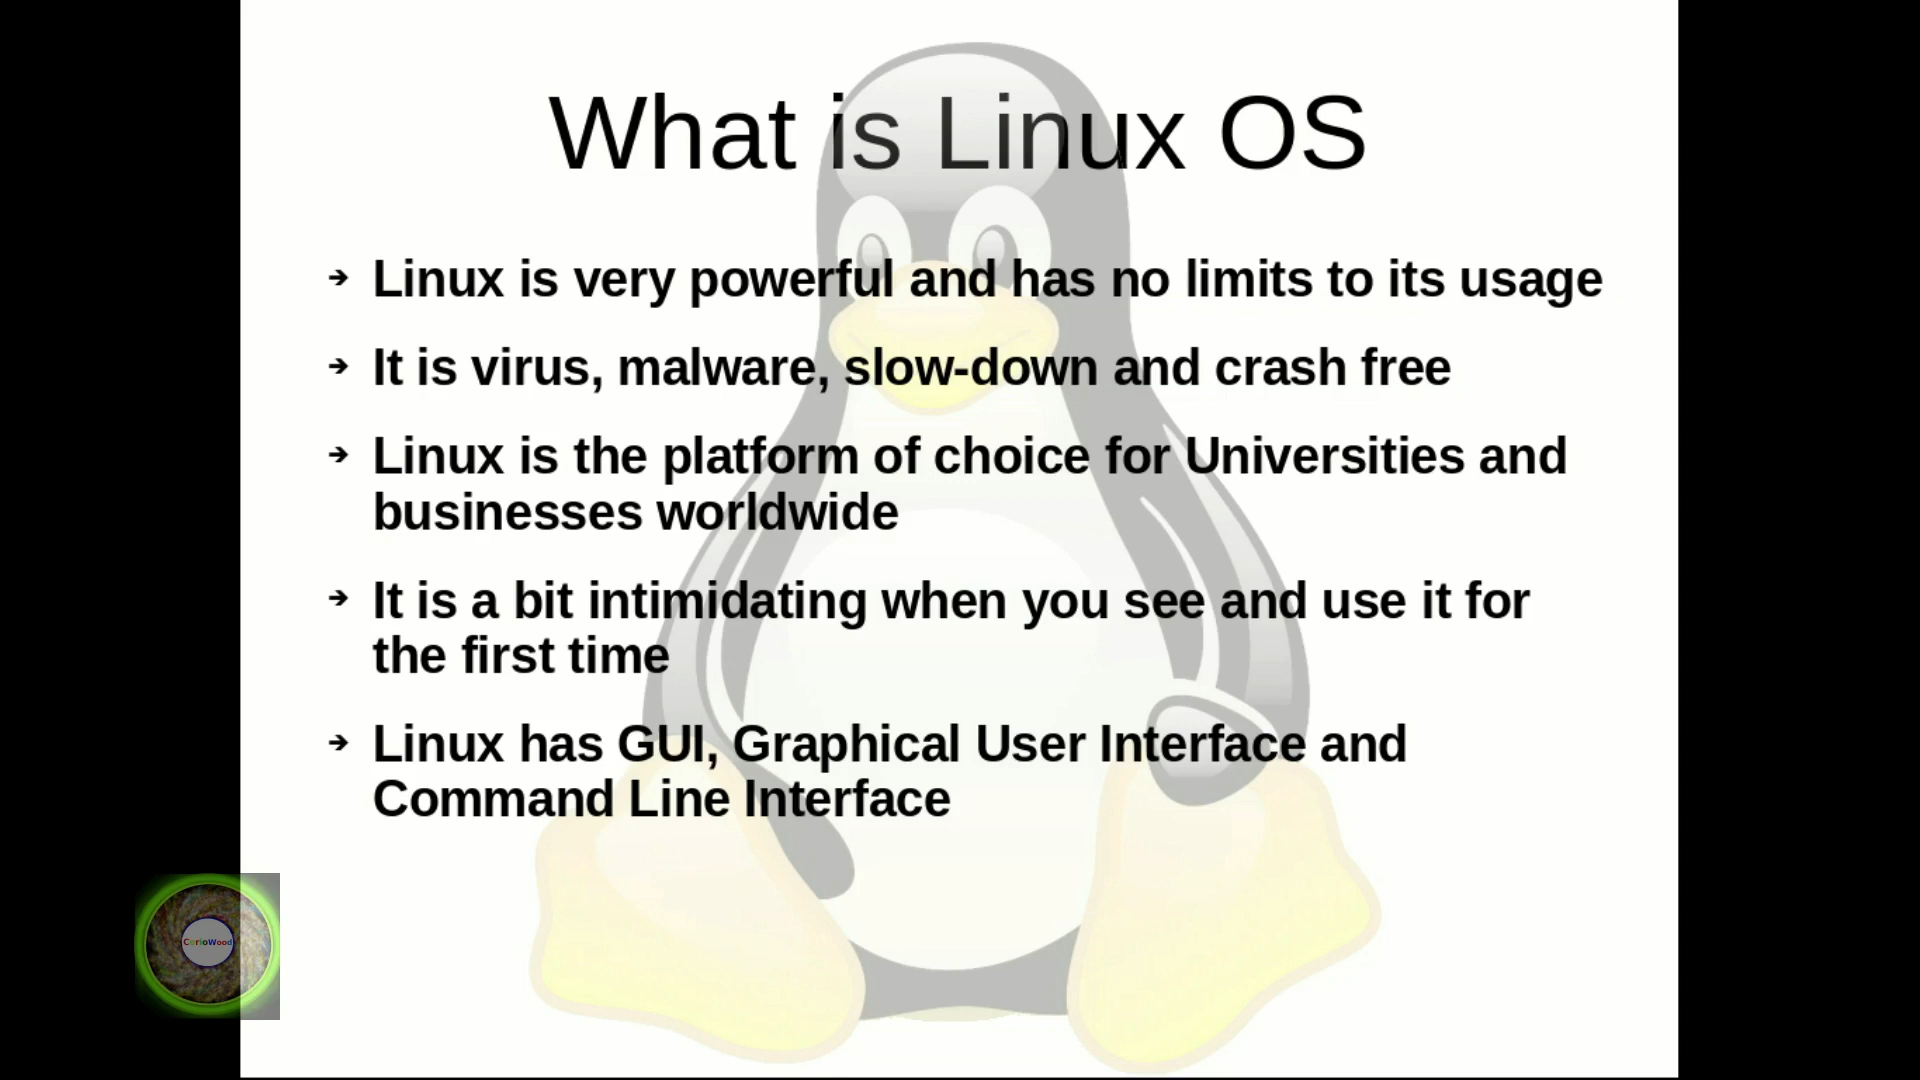 What is Linux OS
➔ Linux is very powerful and has no limits to its usage
➔ It is virus, malware, slow-down and crash free
➔ Linux is the platform of choice for Universities and
businesses worldwide
➔ It is a bit intimidating when you see and use it for
the first time
➔ Linux has GUI, Graphical User Interface and
Command Line Interface
CurioWood